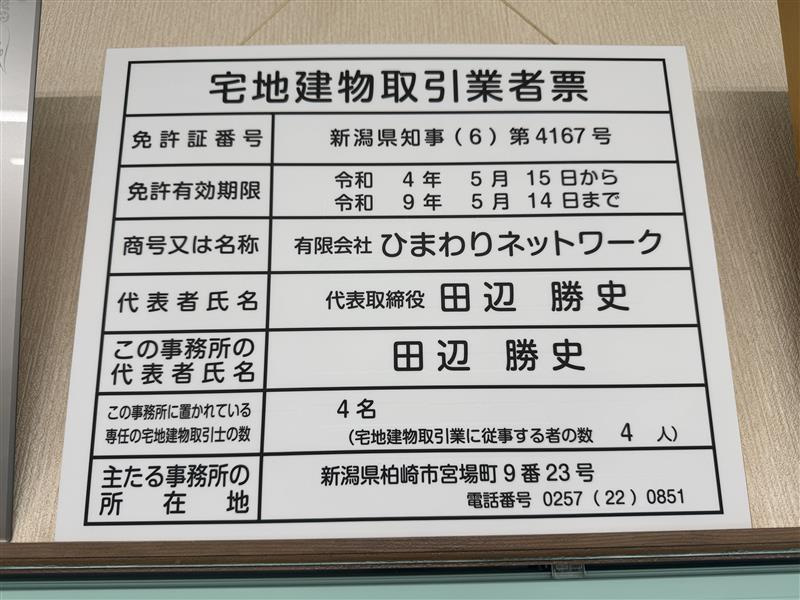 宅地建物取引業者票
免許証番号 新潟県知事(6)第4167号
免許有効期限 令和 4年 5月 15日から
令和 9年 5月 14日まで
商号又は名称 有限会社 ひまわりネットワーク
代表者氏名 代表取締役 田辺 勝史
この事務所の
代表者氏名 田辺 勝史
この事務所に置かれている
専任の宅地建物取引士の数 4名
(宅地建物取引業に従事する者の数 4 人)
主たる事務所の
所在地 新潟県柏崎市宮場町9番23号
電話番号 0257(22)0851